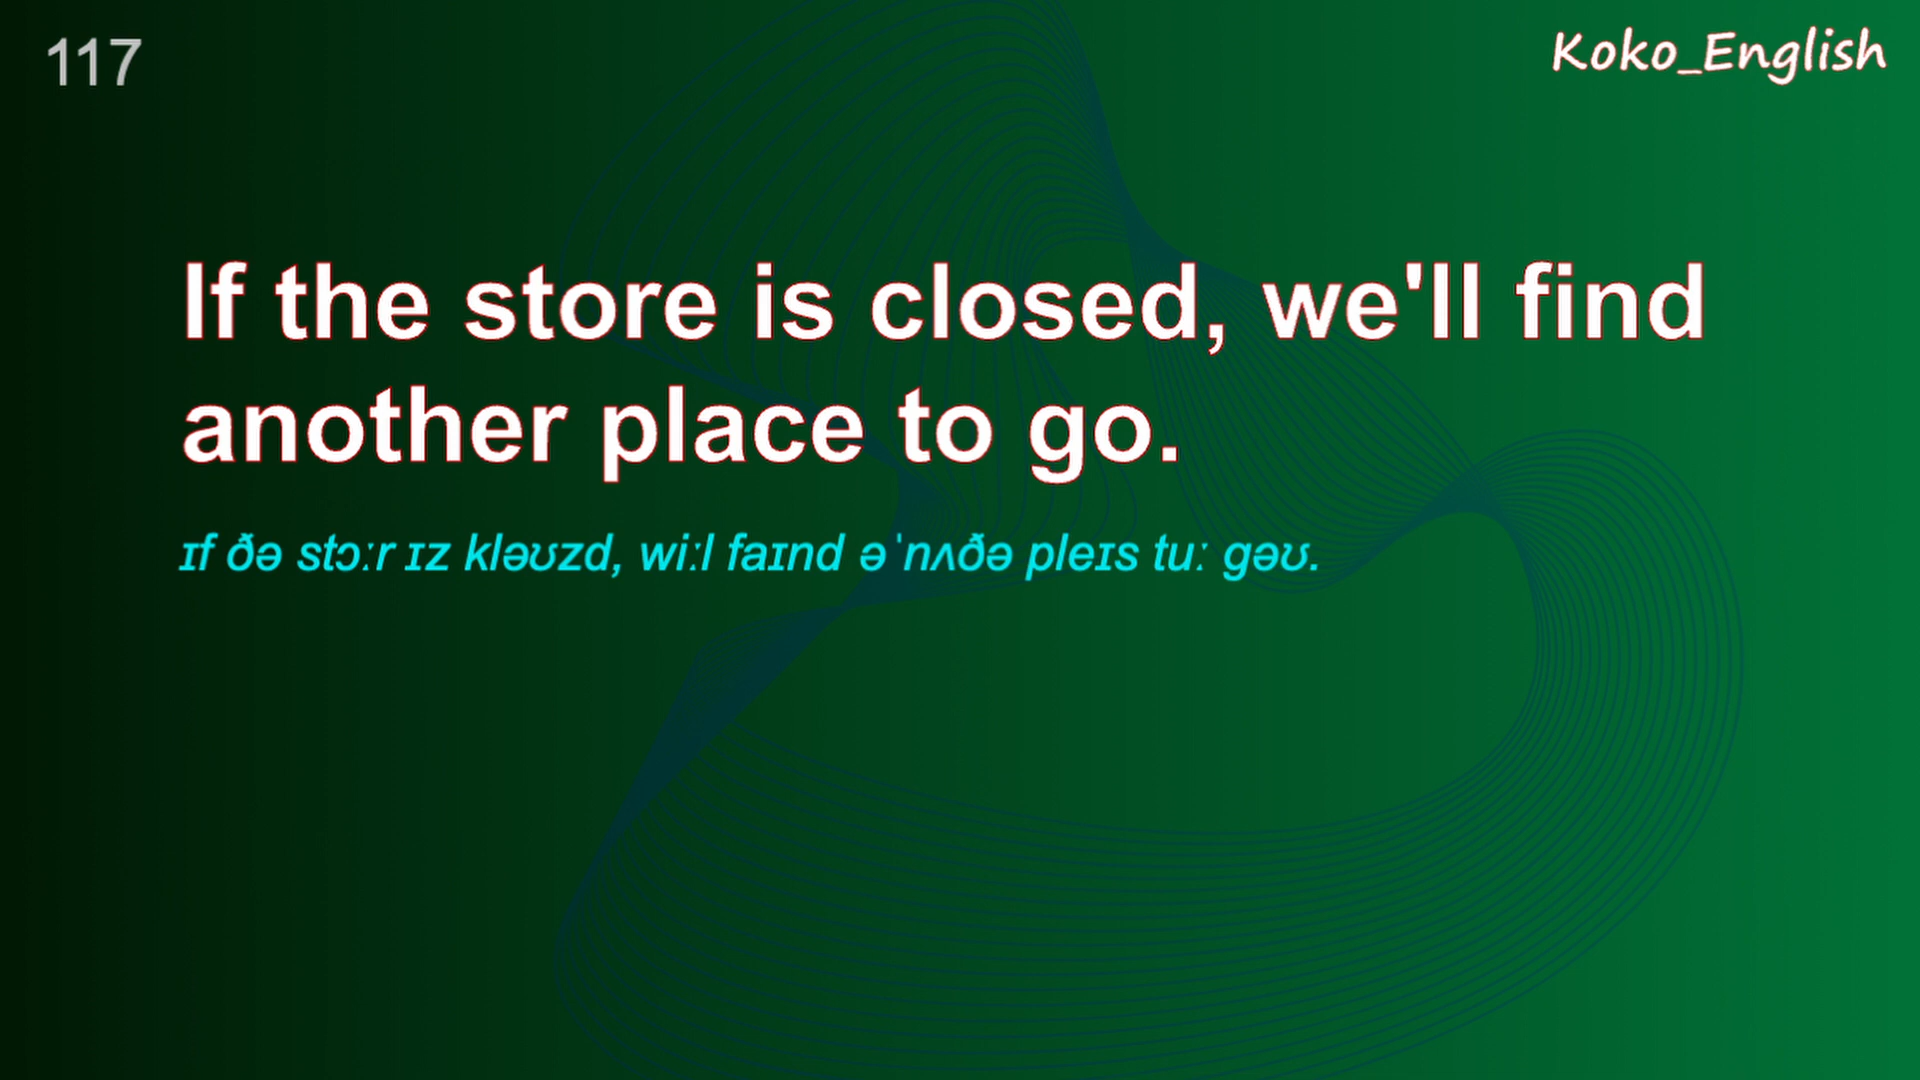 117
Koko_English
If the store is closed, we'll find
another place to go.
ɪf ðə stɔːr ɪz kləʊzd, wiːl faɪnd əˈnʌðə pleɪs tuː gəʊ.